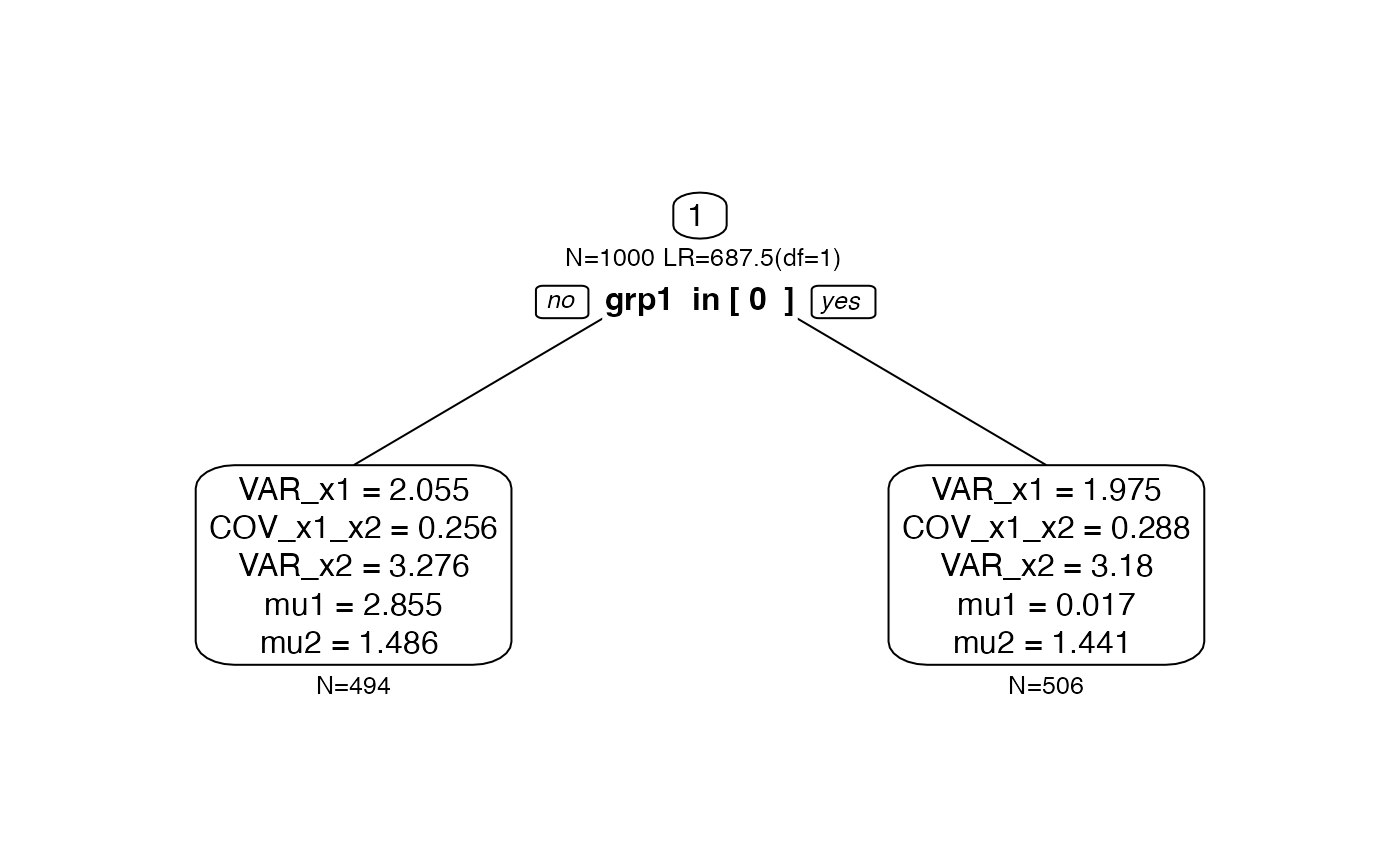 1
N=1000 LR=687.5(df=1)
no grp1 in [ 0 ] yes
VAR_x1 = 2.055
COV_x1_x2 = 0.256
VAR_x2 = 3.276
mu1 = 2.855
mu2 = 1.486
N=494
VAR_x1 = 1.975
COV_x1_x2 = 0.288
VAR_x2 = 3.18
mu1 = 0.017
mu2 = 1.441
N=506